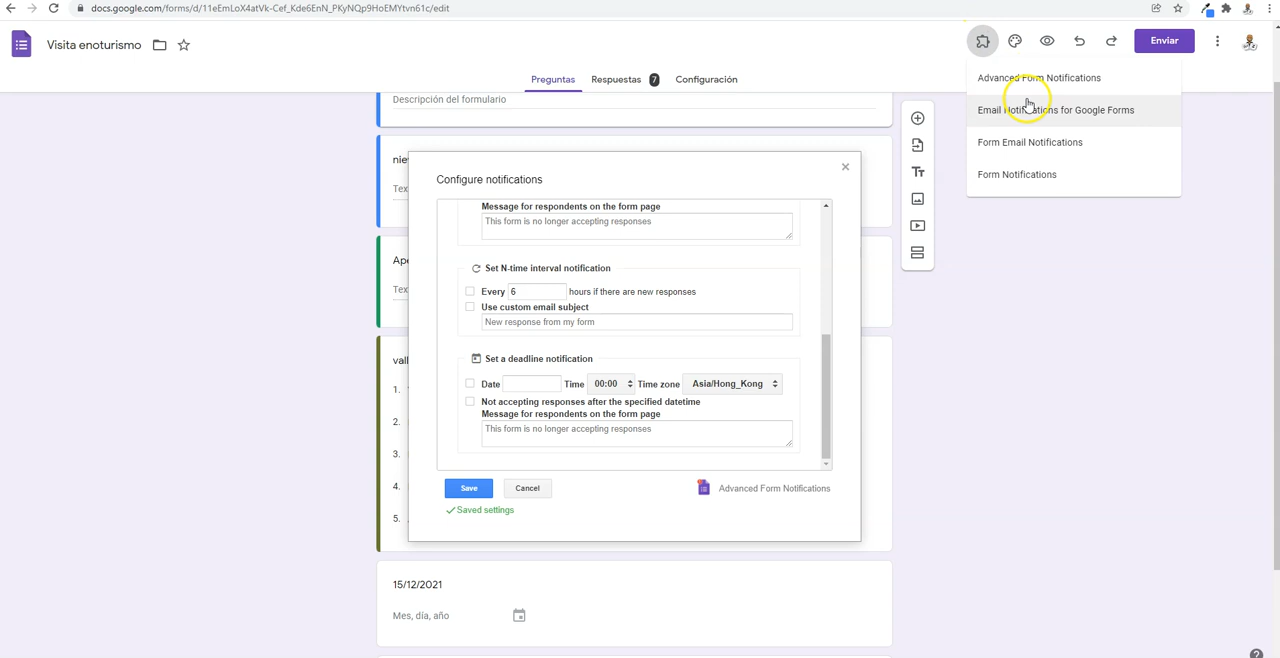 docs.google.com/forms/d/11eEmLoX4atVk-Cef_Kde6EnN_PKyNQp9HoEMYtvn61c/edit
Visita enoturismo
Enviar
Preguntas
Respuestas 7
Configuración
Advanced Form Notifications
Email Notifications for Google Forms
Form Email Notifications
Form Notifications
Descripción del formulario
Configure notifications
Message for respondents on the form page
This form is no longer accepting responses
Set N-time interval notification
Every 6 hours if there are new responses
Use custom email subject
New response from my form
Set a deadline notification
Date Time 00:00 Time zone Asia/Hong_Kong
Not accepting responses after the specified datetime
Message for respondents on the form page
This form is no longer accepting responses
Save
Cancel
Advanced Form Notifications
Saved settings
1.
2.
3.
4.
5.
15/12/2021
Mes, día, año